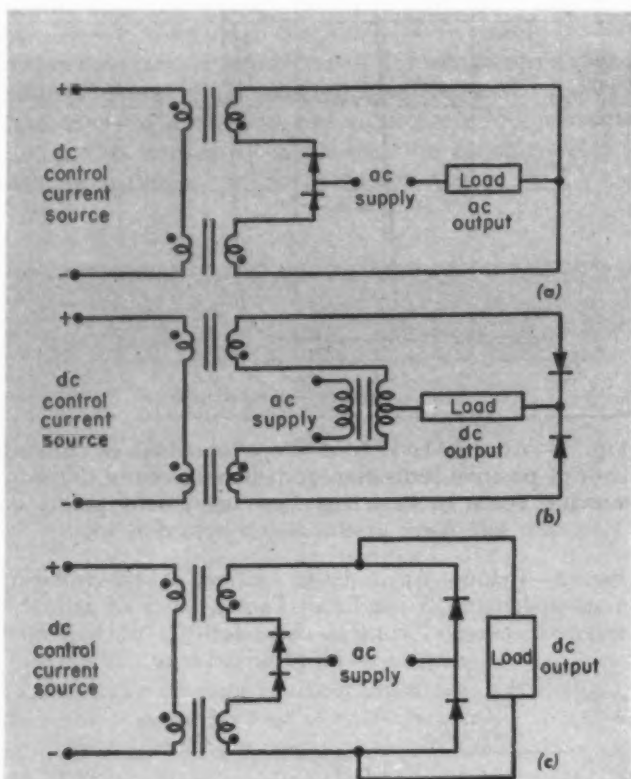 +
dc
control
current
source
-
ac
supply
Load
ac
output
(a)
+
dc
control
current
source
-
ac
supply
Load
dc
output
(b)
+
dc
control
current
source
-
ac
supply
Load
dc
output
(c)